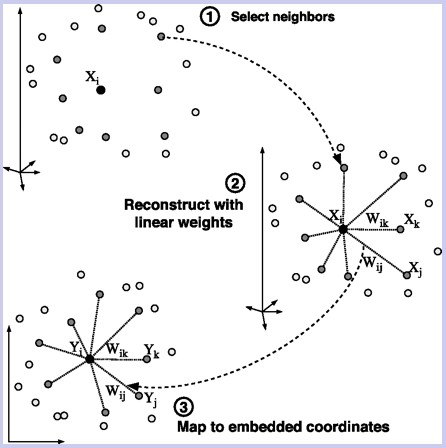 1 Select neighbors
Xi
2
Reconstruct with
linear weights
Xi
Wik
Xk
Wij
Xj
Yi
Wik
Yk
Wij
Yj
3
Map to embedded coordinates